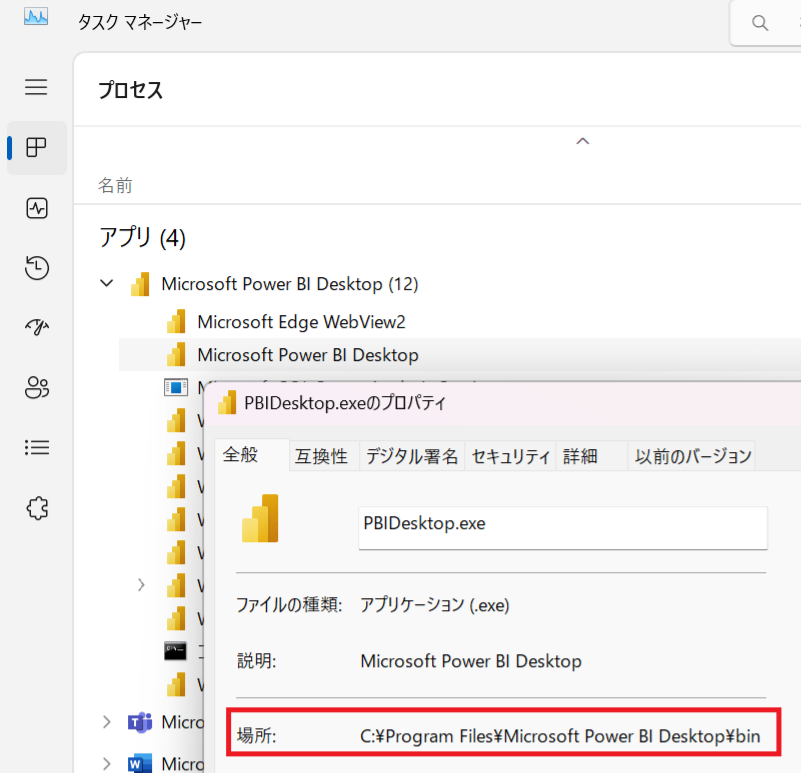 タスク マネージャー
プロセス
名前
アプリ (4)
Microsoft Power BI Desktop (12)
Microsoft Edge WebView2
Microsoft Power BI Desktop
PBIDesktop.exeのプロパティ
全般 互換性 デジタル署名 セキュリティ 詳細 以前のバージョン
PBIDesktop.exe
ファイルの種類: アプリケーション (.exe)
説明: Microsoft Power BI Desktop
場所: C:¥Program Files¥Microsoft Power BI Desktop¥bin